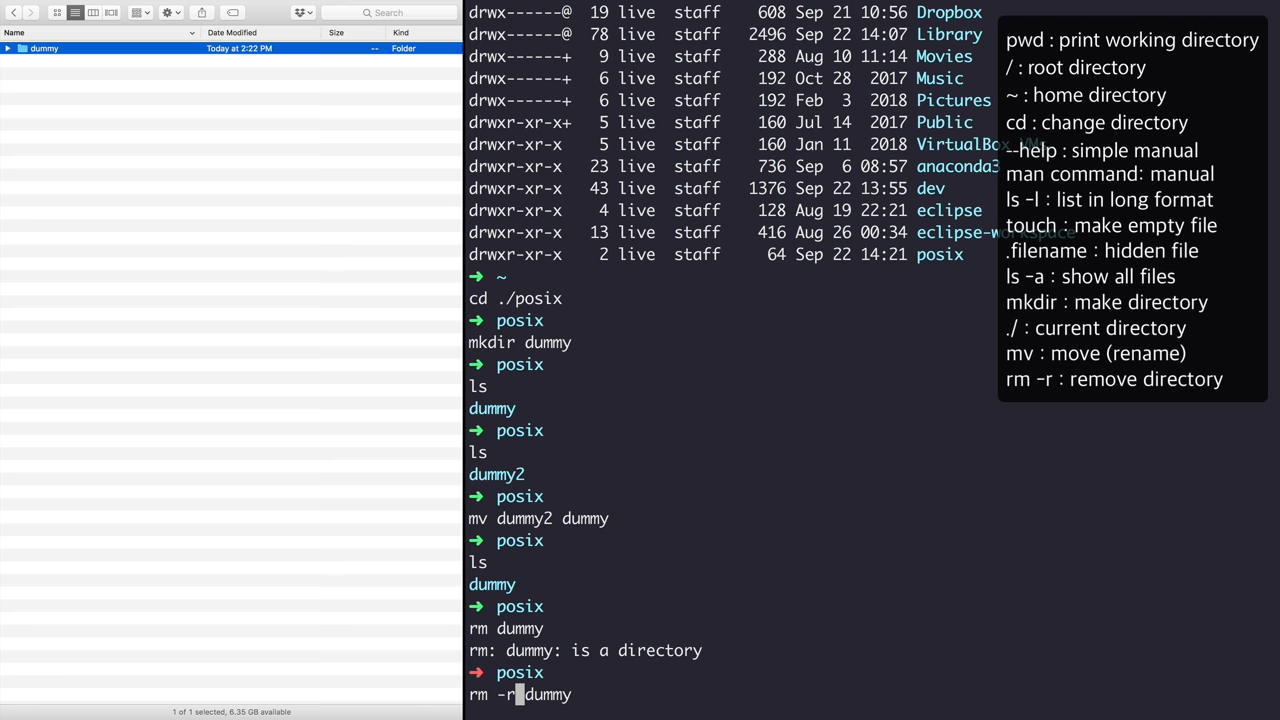 Search
Name Date Modified Size Kind
dummy Today at 2:22 PM -- Folder
1 of 1 selected, 6.35 GB available
drwx------@ 19 live staff 608 Sep 21 10:56 Dropbox
drwx------@ 78 live staff 2496 Sep 22 14:07 Library
drwx------+ 9 live staff 288 Aug 10 11:14 Movies
drwx------+ 6 live staff 192 Oct 28 2017 Music
drwx------+ 6 live staff 192 Feb 3 2018 Pictures
drwxr-xr-x+ 5 live staff 160 Jul 14 2017 Public
drwxr-xr-x 5 live staff 160 Jan 11 2018 VirtualBox VMs
drwxr-xr-x 23 live staff 736 Sep 6 08:57 anaconda3
drwxr-xr-x 43 live staff 1376 Sep 22 13:55 dev
drwxr-xr-x 4 live staff 128 Aug 19 22:21 eclipse
drwxr-xr-x 13 live staff 416 Aug 26 00:34 eclipse-workspace
drwxr-xr-x 2 live staff 64 Sep 22 14:21 posix
➜ ~
cd ./posix
➜ posix
mkdir dummy
➜ posix
ls
dummy
➜ posix
ls
dummy2
➜ posix
mv dummy2 dummy
➜ posix
ls
dummy
➜ posix
rm dummy
rm: dummy: is a directory
➜ posix
rm -r dummy
pwd : print working directory
/ : root directory
~ : home directory
cd : change directory
--help : simple manual
man command: manual
ls -l : list in long format
touch : make empty file
.filename : hidden file
ls -a : show all files
mkdir : make directory
./ : current directory
mv : move (rename)
rm -r : remove directory